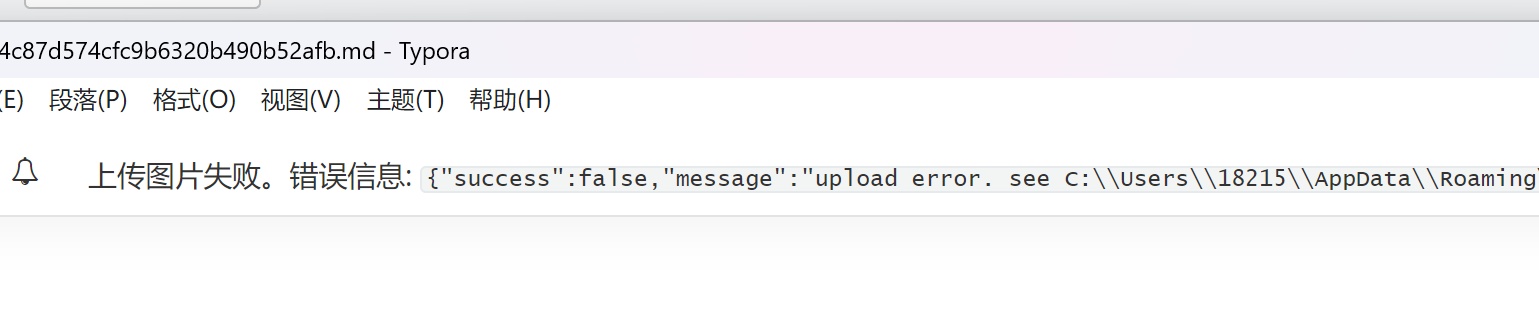 4c87d574cfc9b6320b490b52afb.md - Typora
(E) 段落(P) 格式(O) 视图(V) 主题(T) 帮助(H)
上传图片失败。错误信息: {"success":false,"message":"upload error. see C:\\Users\\18215\\AppData\\Roaming\